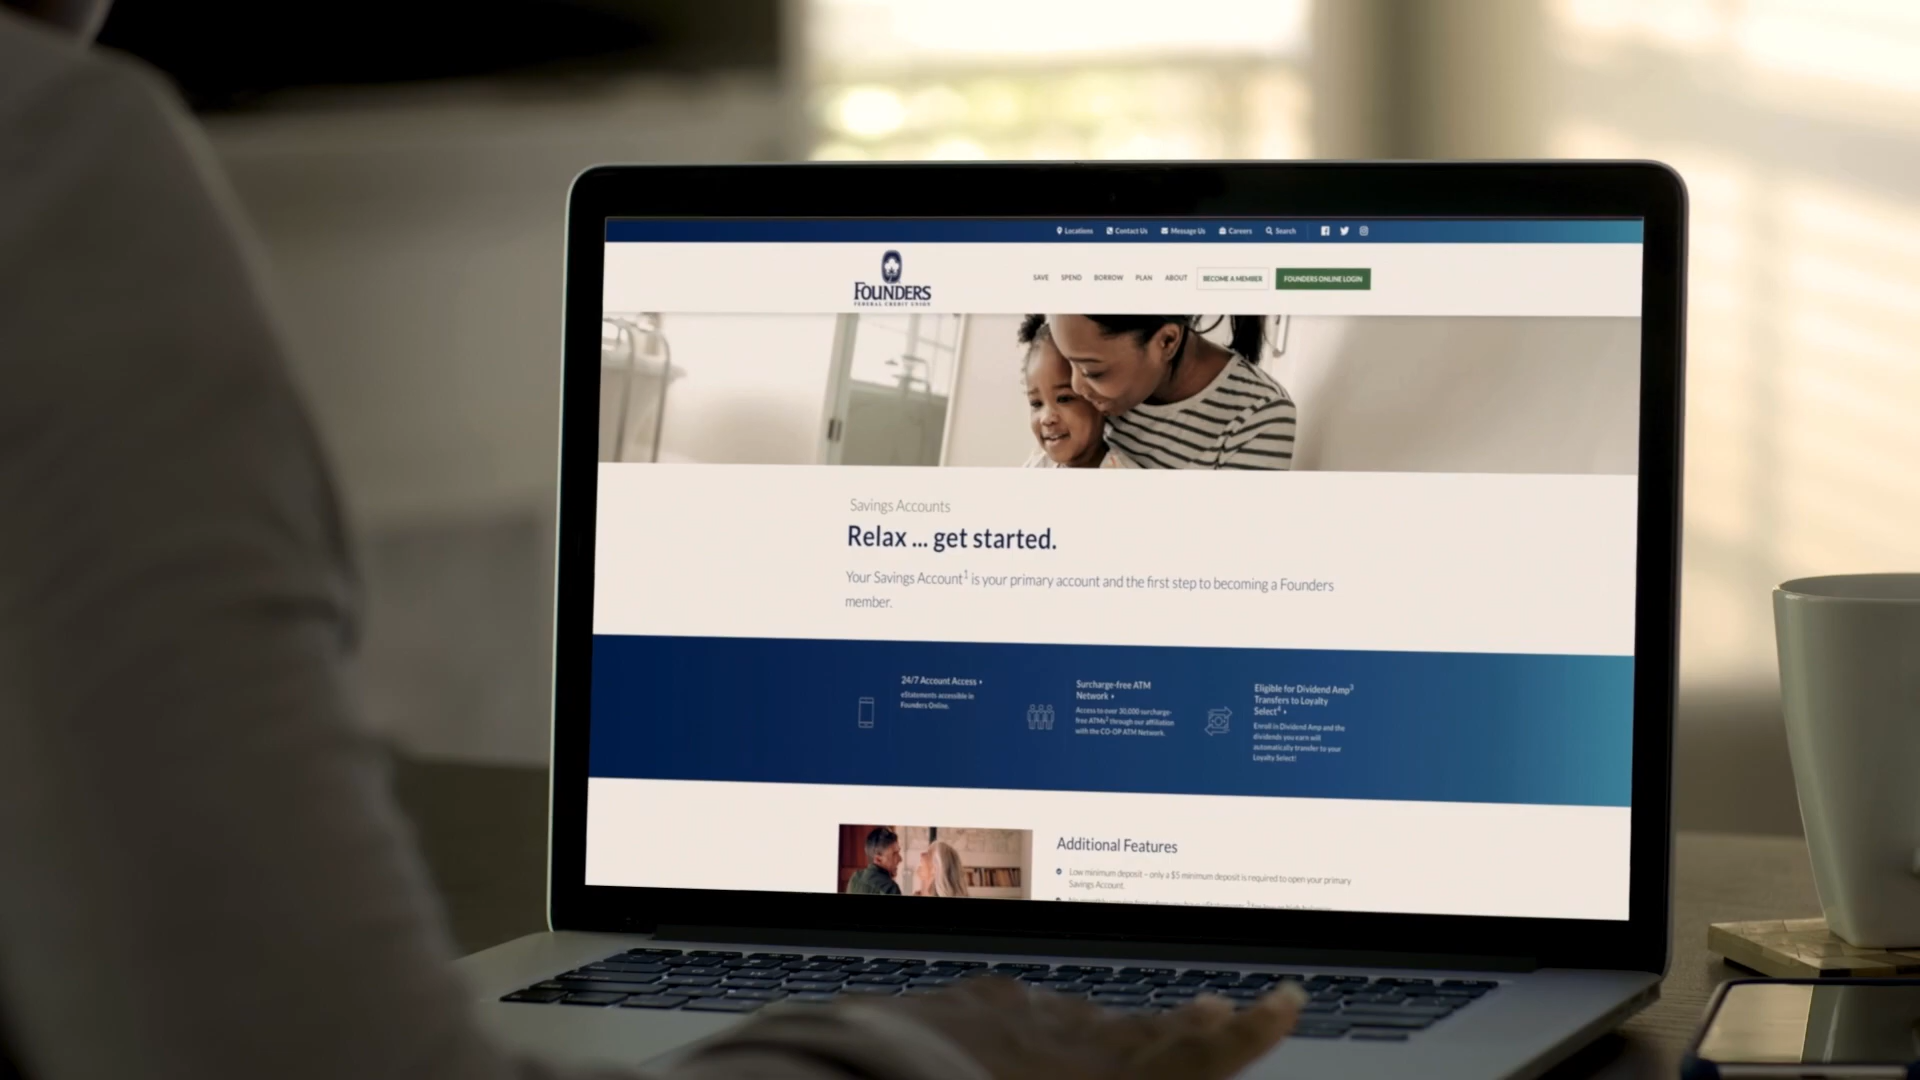 Locations Contact Us Message Us Careers Search
FOUNDERS
FEDERAL CREDIT UNION
SAVE SPEND BORROW PLAN ABOUT BECOME A MEMBER FOUNDERS ONLINE LOGIN
Savings Accounts
Relax ... get started.
Your Savings Account¹ is your primary account and the first step to becoming a Founders
member.
24/7 Account Access
eStatements accessible in
Founders Online.
Surcharge-free ATM
Network
Access to over 30,000 surcharge-
free ATMs² through our affiliation
with the CO-OP ATM Network.
Eligible for Dividend Amp³
Transfers to Loyalty
Select⁴
Enroll in Dividend Amp and the
dividends you earn will
automatically transfer to your
Loyalty Select!
Additional Features
Low minimum deposit – only a $5 minimum deposit is required to open your primary
Savings Account.